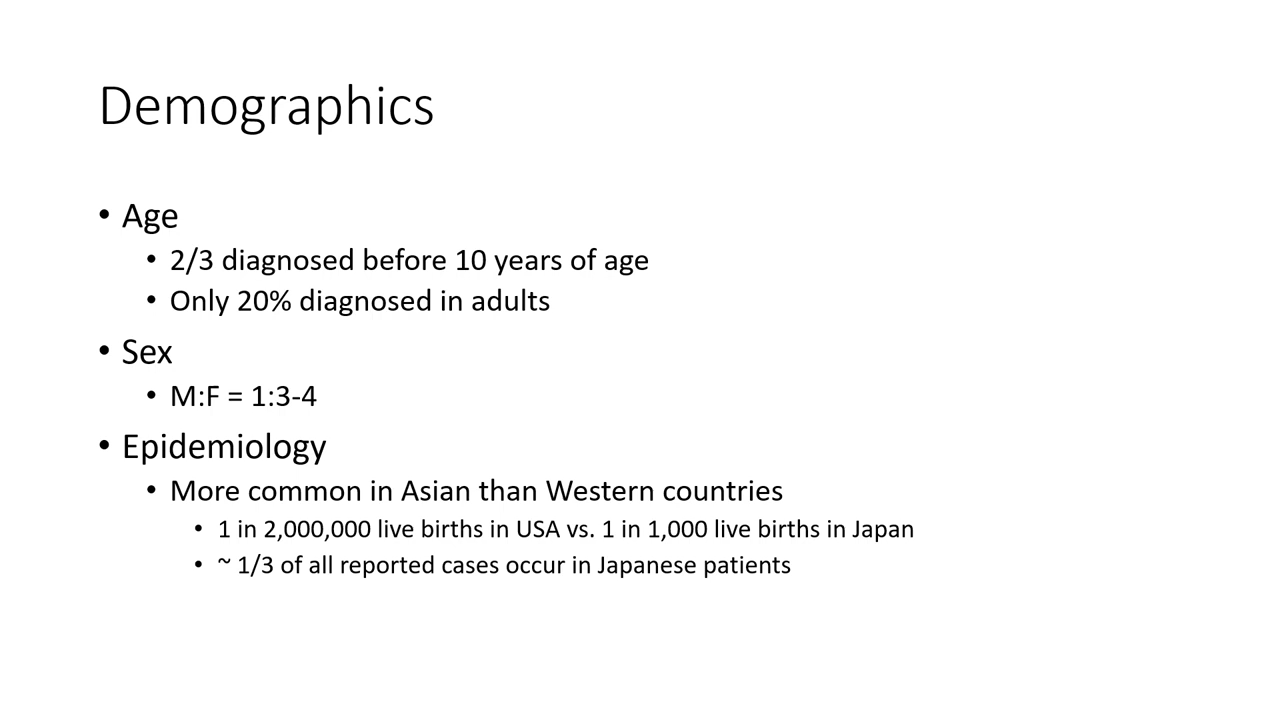 Demographics
• Age
• 2/3 diagnosed before 10 years of age
• Only 20% diagnosed in adults
• Sex
• M:F = 1:3-4
• Epidemiology
• More common in Asian than Western countries
• 1 in 2,000,000 live births in USA vs. 1 in 1,000 live births in Japan
• ~ 1/3 of all reported cases occur in Japanese patients